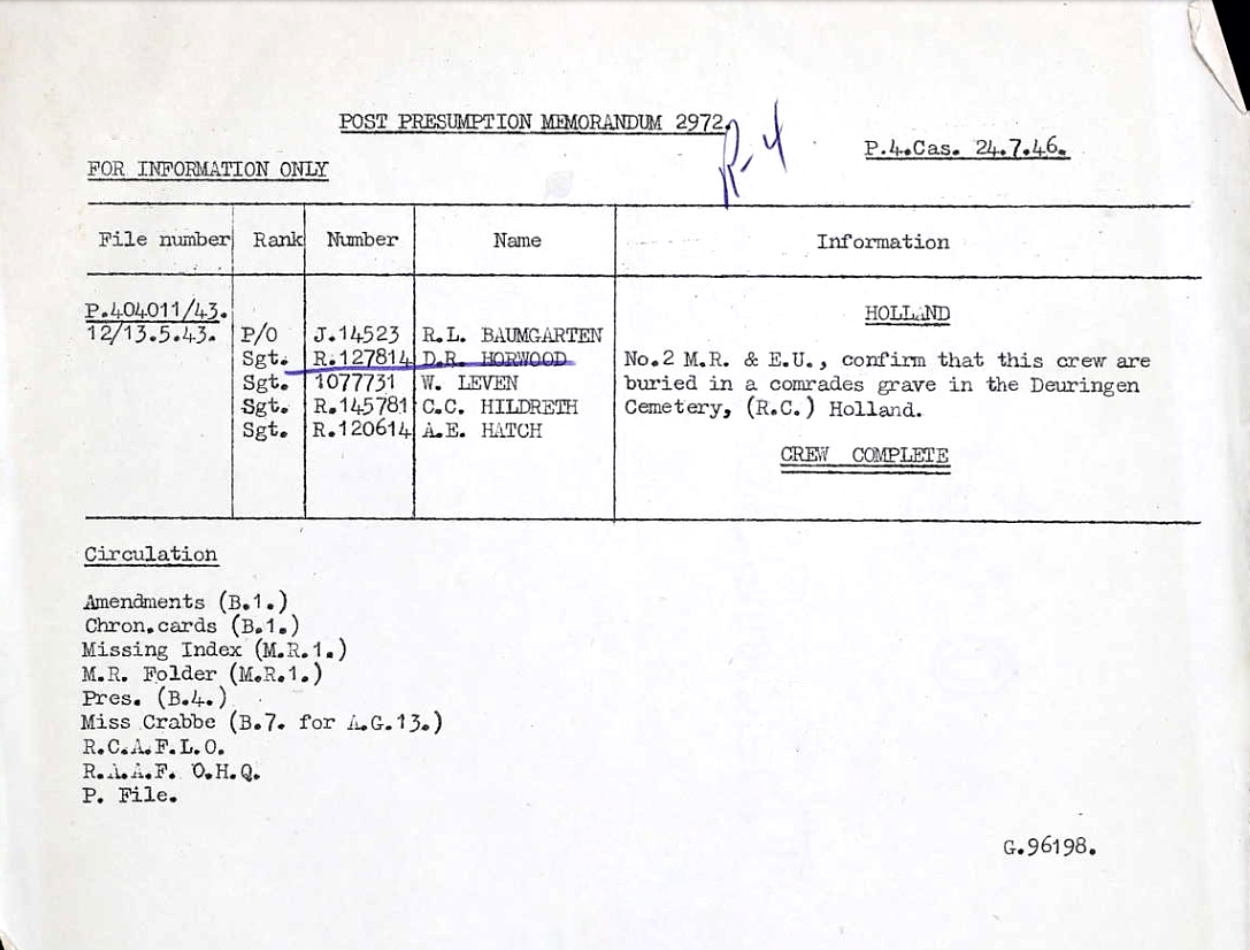 POST PRESUMPTION MEMORANDUM 2972.
R-4
P.4.Cas. 24.7.46.
FOR INFORMATION ONLY
File number Rank Number Name Information
P.404011/43. HOLLAND
12/13.5.43. P/O J.14523 R.L. BAUMGARTEN
Sgt. R.127814 D.R. HORWOOD No.2 M.R. & E.U., confirm that this crew are
Sgt. 1077731 W. LEVEN buried in a comrades grave in the Deuringen
Sgt. R.145781 C.C. HILDRETH Cemetery, (R.C.) Holland.
Sgt. R.120614 A.E. HATCH
CREW COMPLETE
Circulation
Amendments (B.1.)
Chron.cards (B.1.)
Missing Index (M.R.1.)
M.R. Folder (M.R.1.)
Pres. (B.4.)
Miss Crabbe (B.7. for A.G.13.)
R.C.A.F.L.O.
R.A.A.F. O.H.Q.
P. File.
G.96198.